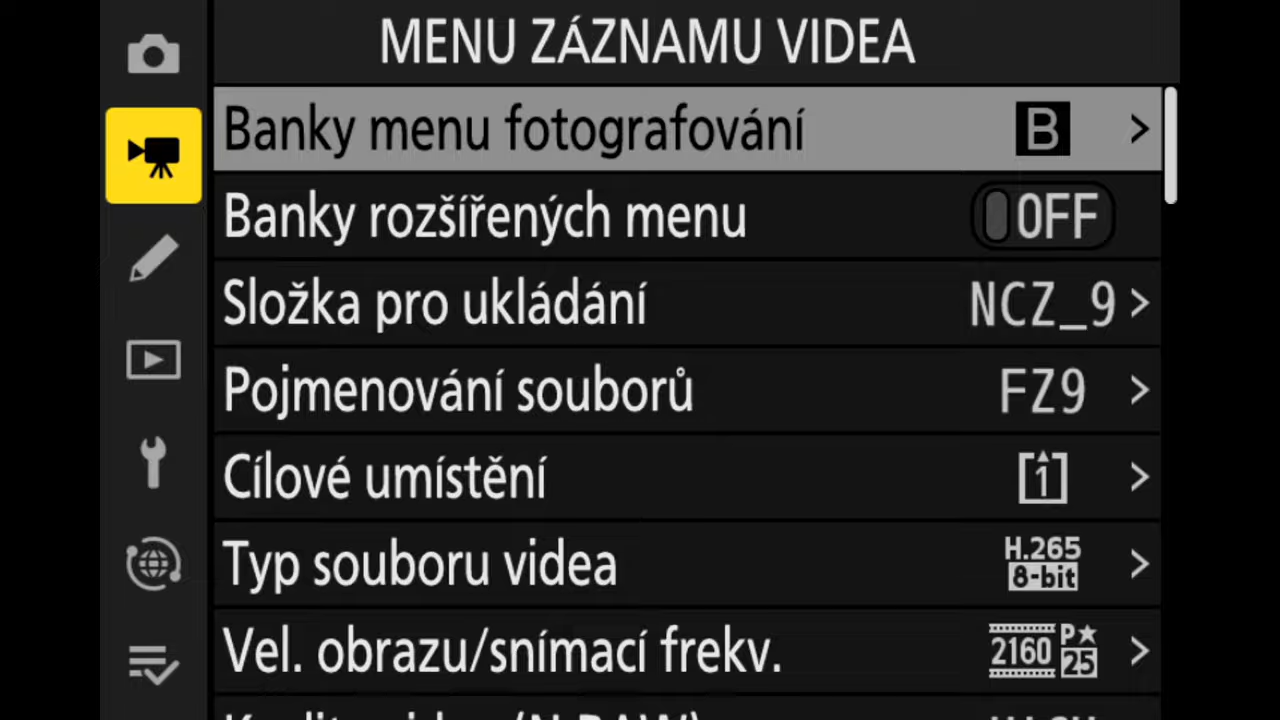 MENU ZÁZNAMU VIDEA
Banky menu fotografování B >
Banky rozšířených menu OFF
Složka pro ukládání NCZ_9 >
Pojmenování souborů FZ9 >
Cílové umístění 1 >
Typ souboru videa H.265 8-bit >
Vel. obrazu/snímací frekv. 2160 P★ 25 >